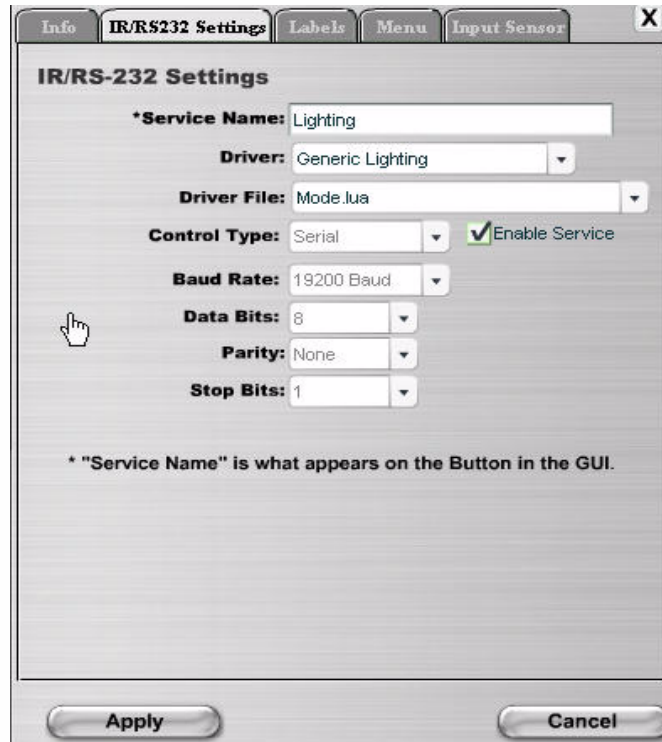 Info IR/RS232 Settings Labels Menu Input Sensor X
IR/RS-232 Settings
*Service Name: Lighting
Driver: Generic Lighting
Driver File: Mode.lua
Control Type: Serial Enable Service
Baud Rate: 19200 Baud
Data Bits: 8
Parity: None
Stop Bits: 1
* "Service Name" is what appears on the Button in the GUI.
Apply Cancel